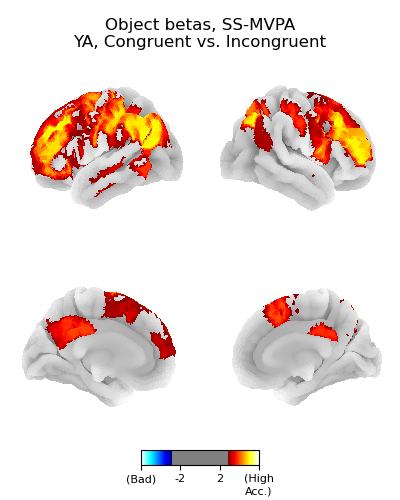 Object betas, SS-MVPA
YA, Congruent vs. Incongruent
(Bad) -2 2 (High
Acc.)